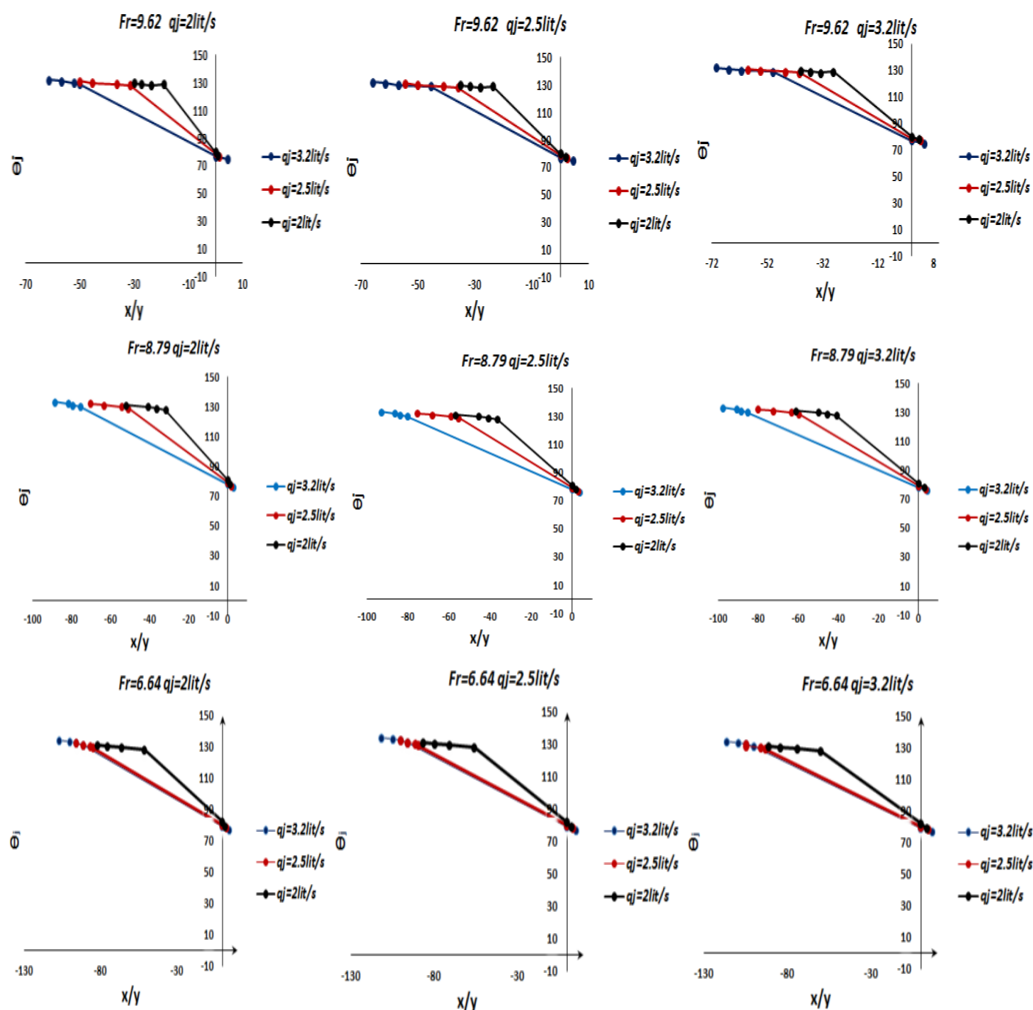 Fr=9.62 qj=2lit/s
150
130
110
90
70
50
30
10
-10
Өj
qj=3.2lit/s
qj=2.5lit/s
qj=2lit/s
-70 -50 -30 -10 10
x/y
Fr=9.62 qj=2.5lit/s
150
130
110
90
70
50
30
10
-10
Өj
qj=3.2lit/s
qj=2.5lit/s
qj=2lit/s
-70 -50 -30 -10 10
x/y
Fr=9.62 qj=3.2lit/s
150
130
110
90
70
50
30
10
-10
Өj
qj=3.2lit/s
qj=2.5lit/s
qj=2lit/s
-72 -52 -32 -12 8
x/y
Fr=8.79 qj=2lit/s
150
130
110
90
70
50
30
10
-10
Өj
qj=3.2lit/s
qj=2.5lit/s
qj=2lit/s
-100 -80 -60 -40 -20 0
x/y
Fr=8.79 qj=2.5lit/s
150
130
110
90
70
50
30
10
-10
Өj
qj=3.2lit/s
qj=2.5lit/s
qj=2lit/s
-100 -80 -60 -40 -20 0
x/y
Fr=8.79 qj=3.2lit/s
150
130
110
90
70
50
30
10
-10
Өj
qj=3.2lit/s
qj=2.5lit/s
qj=2lit/s
-100 -80 -60 -40 -20 0
x/y
Fr=6.64 qj=2lit/s
150
130
110
90
70
50
30
10
-10
Өj
qj=3.2lit/s
qj=2.5lit/s
qj=2lit/s
-130 -80 -30
x/y
Fr=6.64 qj=2.5lit/s
150
130
110
90
70
50
30
10
-10
Өj
qj=3.2lit/s
qj=2.5lit/s
qj=2lit/s
-130 -80 -30
x/y
Fr=6.64 qj=3.2lit/s
150
130
110
90
70
50
30
10
-10
Өj
qj=3.2lit/s
qj=2.5lit/s
qj=2lit/s
-130 -80 -30
x/y